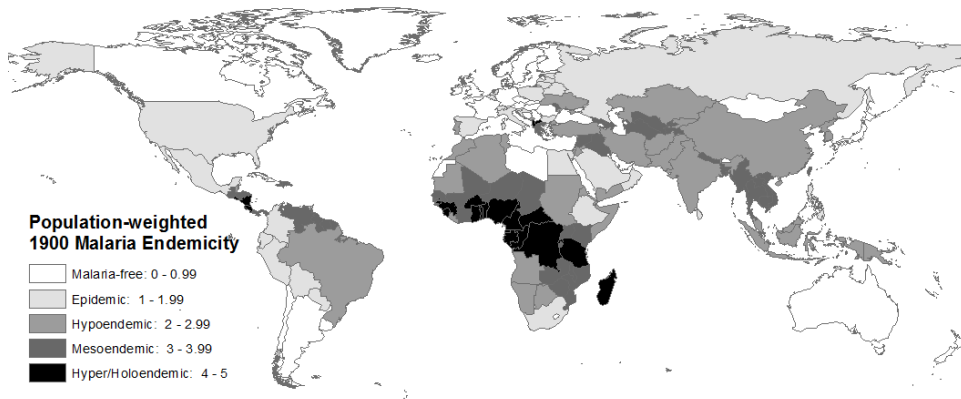 Population-weighted
1900 Malaria Endemicity
Malaria-free: 0 - 0.99
Epidemic: 1 - 1.99
Hypoendemic: 2 - 2.99
Mesoendemic: 3 - 3.99
Hyper/Holoendemic: 4 - 5